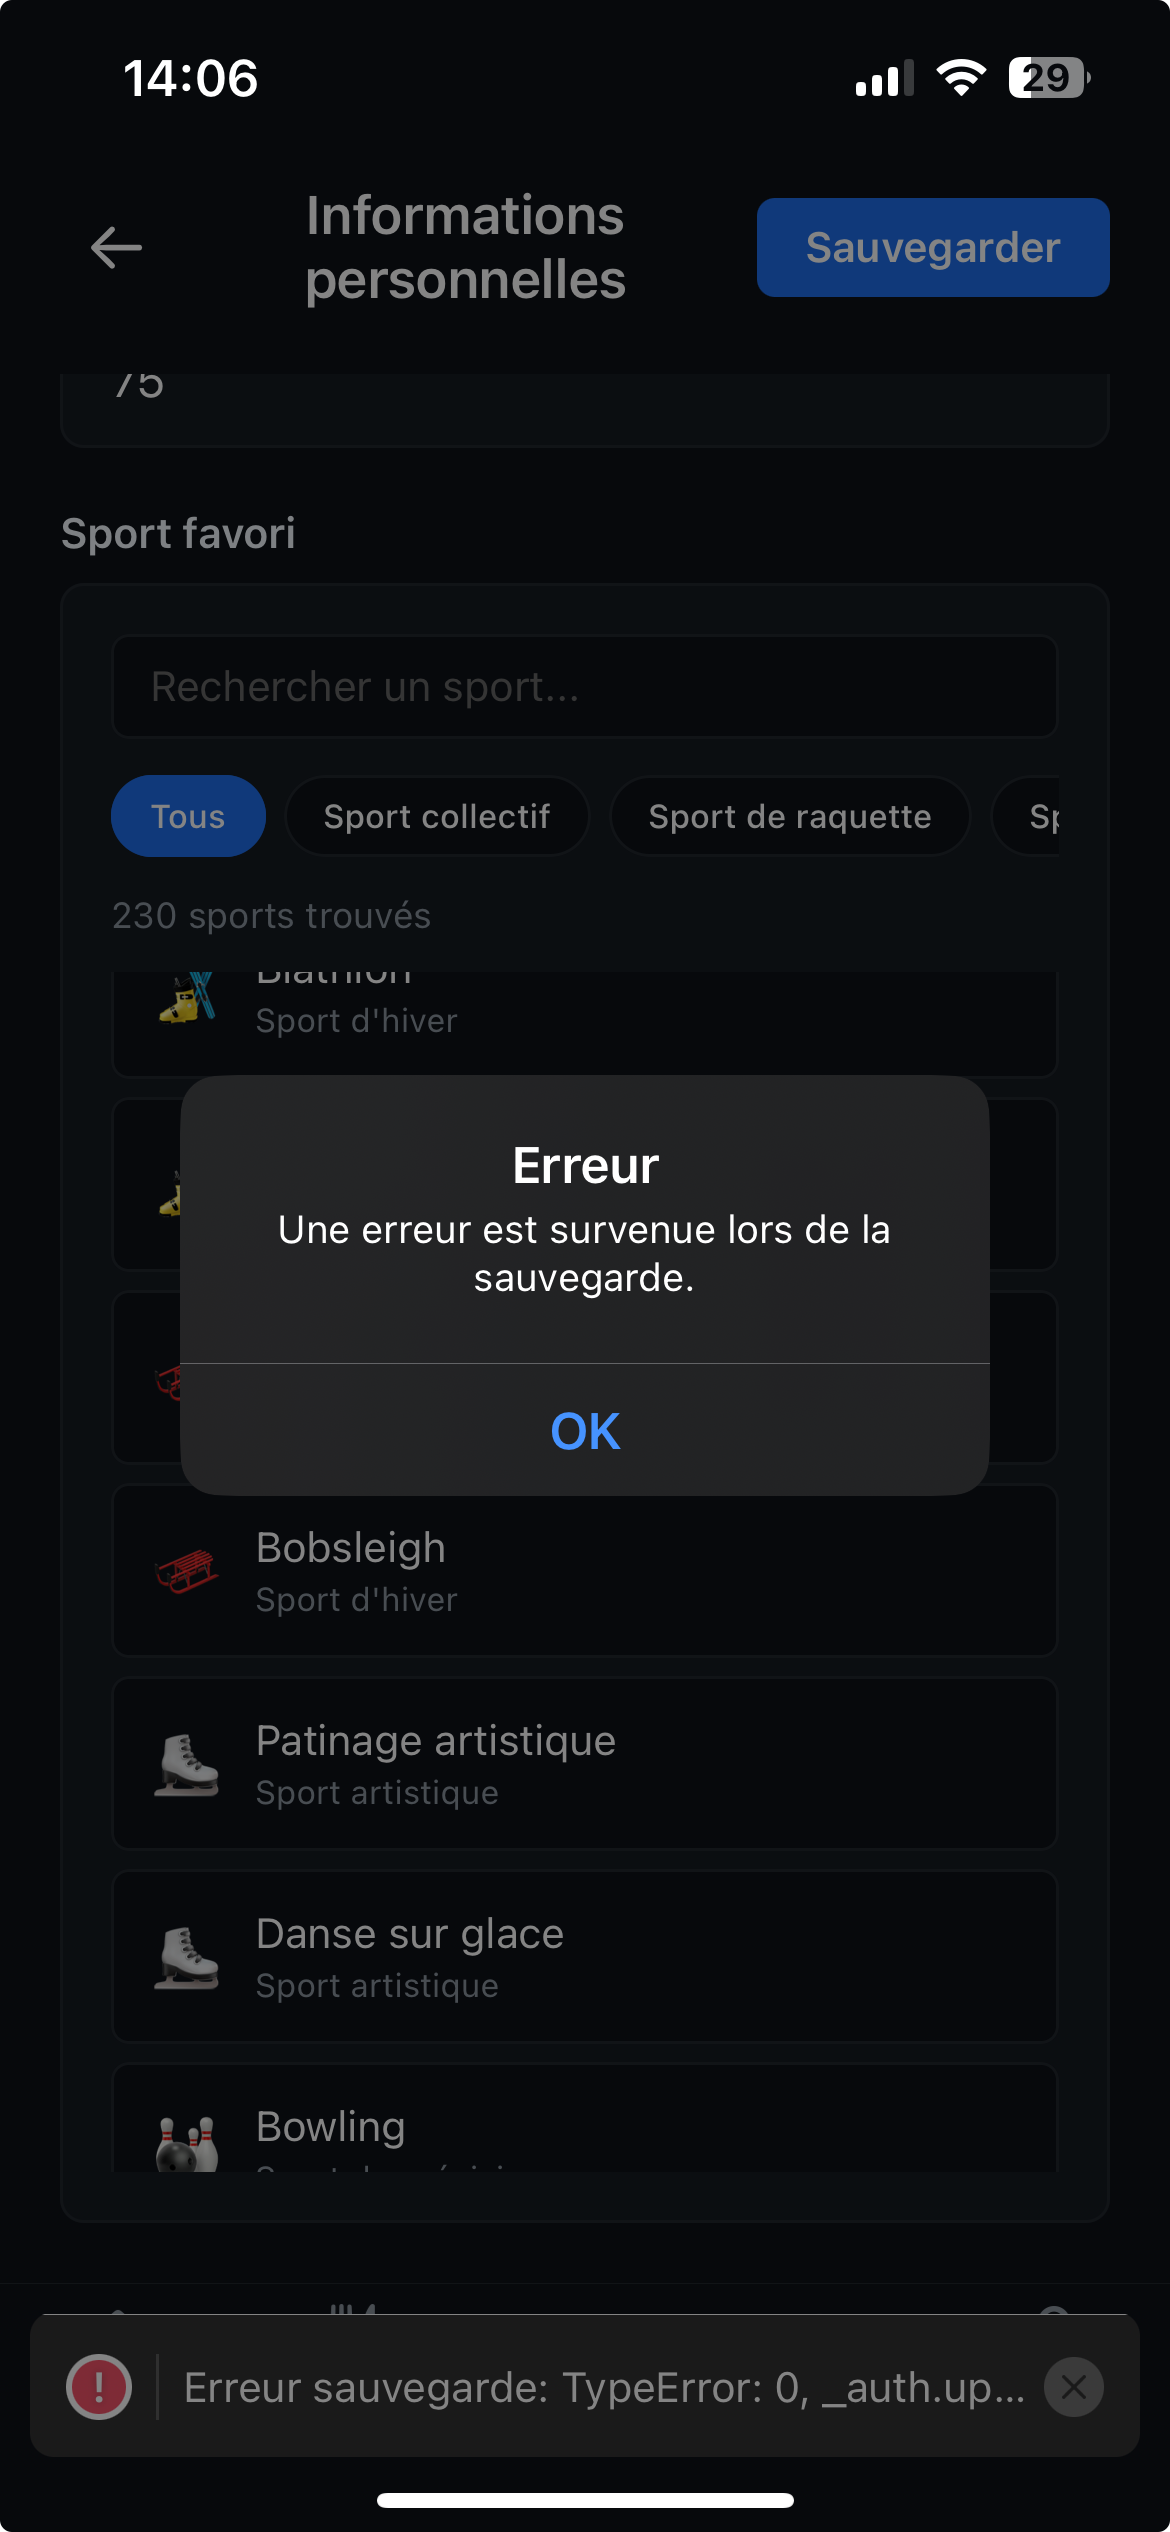 14:06
29
Informations
personnelles
Sauvegarder
75
Sport favori
Rechercher un sport...
Tous
Sport collectif
Sport de raquette
Sp
230 sports trouvés
Biathlon
Sport d'hiver
Erreur
Une erreur est survenue lors de la
sauvegarde.
OK
Bobsleigh
Sport d'hiver
Patinage artistique
Sport artistique
Danse sur glace
Sport artistique
Bowling
Erreur sauvegarde: TypeError: 0, _auth.up...